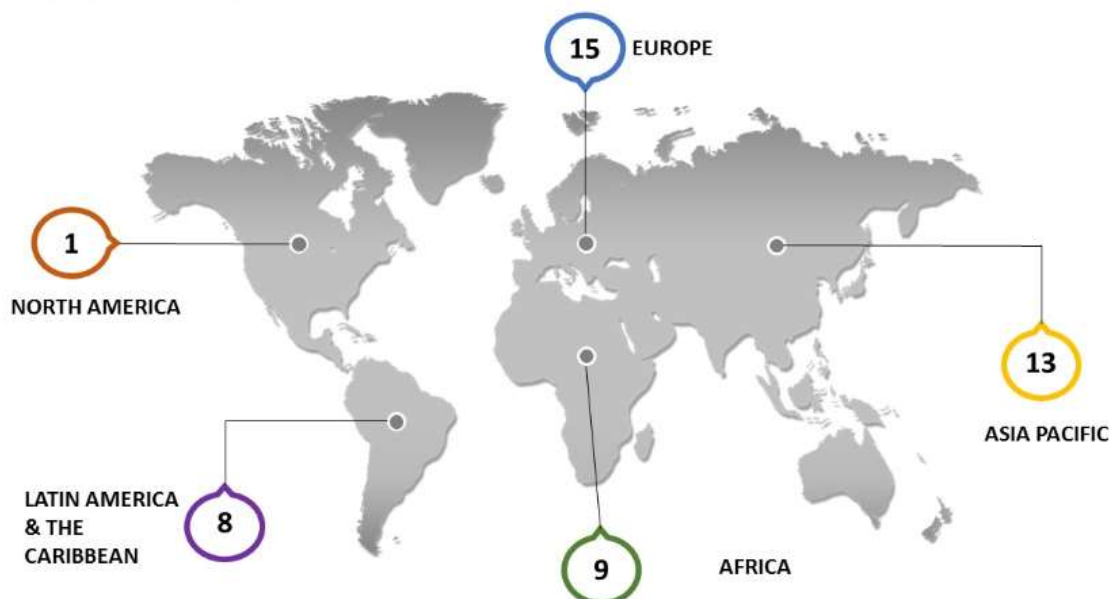 15
EUROPE
1
NORTH AMERICA
13
ASIA PACIFIC
LATIN AMERICA
& THE
CARIBBEAN
8
9
AFRICA